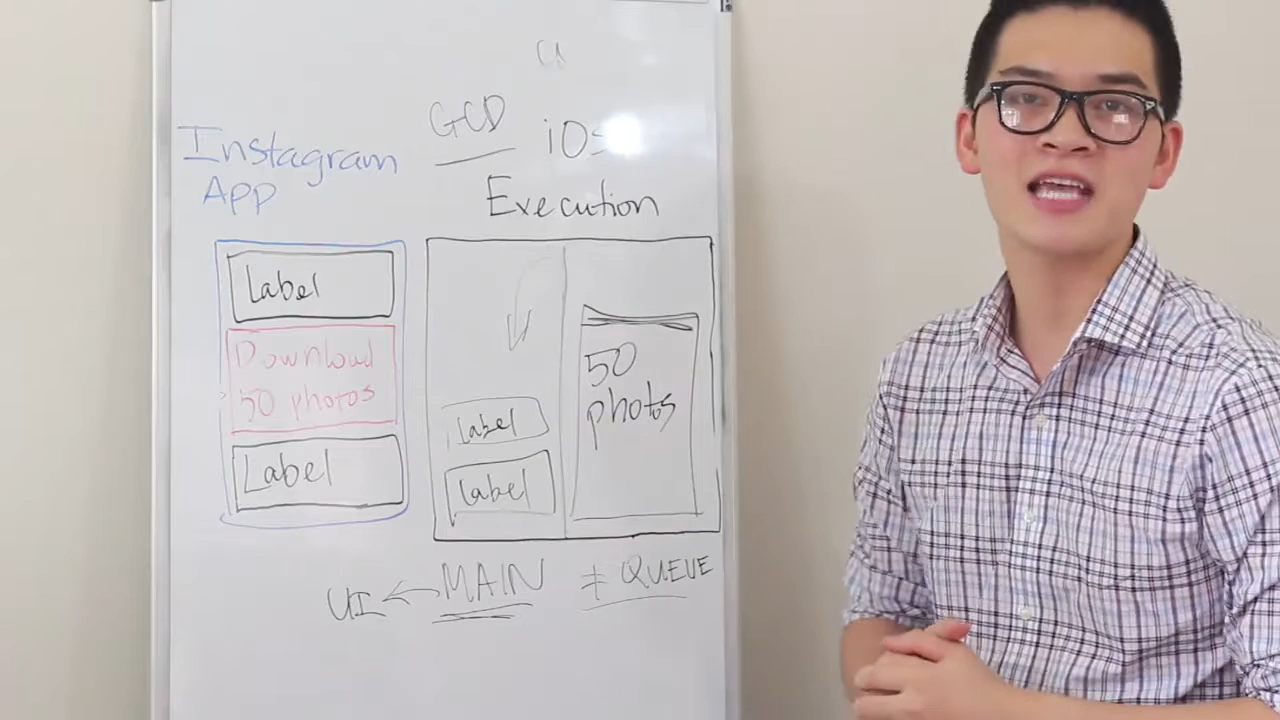 GCD
iOS
Instagram
App
Execution
Label
Download
50 photos
Label
Label
Label
50
photos
UI ← MAIN ≠ QUEUE